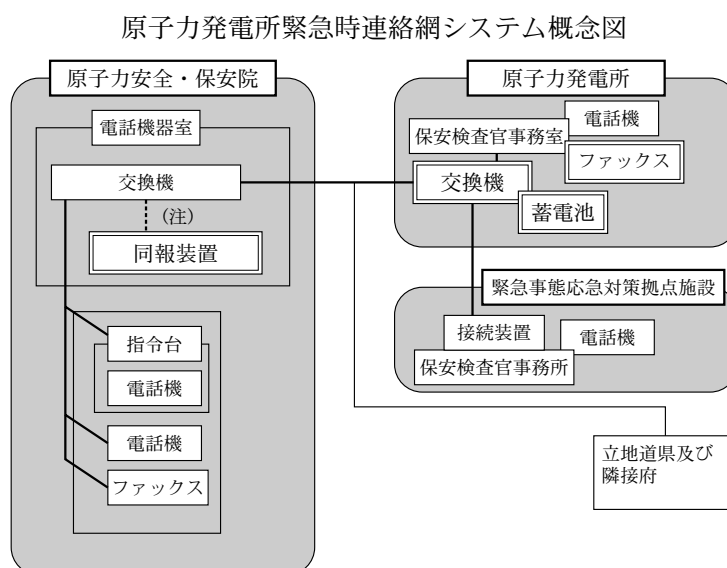 原子力発電所緊急時連絡網システム概念図
原子力安全・保安院
電話機器室
交換機
（注）
同報装置
指令台
電話機
電話機
ファックス
原子力発電所
電話機
保安検査官事務室
ファックス
交換機
蓄電池
緊急事態応急対策拠点施設
接続装置
電話機
保安検査官事務所
立地道県及び
隣接府